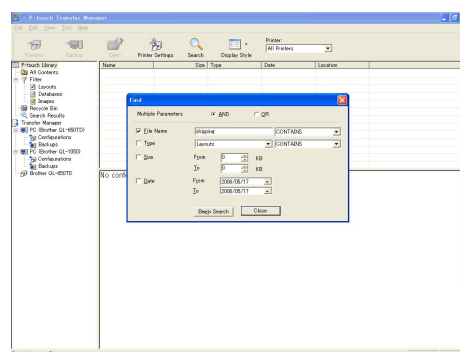 P-touch Transfer Manager
File Edit View Tool Help
Printer:
All Printers
Transfer Backup Open Printer Settings Search Display Style
P-touch Library
All Contents
Filter
Layouts
Databases
Images
Recycle Bin
Search Results
Transfer Manager
PC (Brother QL-650TD)
Configurations
Backups
PC (Brother QL-1050)
Configurations
Backups
Brother QL-650TD
Name Size Type Date Location
No conte
Find
Multiple Parameters AND OR
File Name shipping CONTAINS
Type Layouts CONTAINS
Size From 0 KB
To 0 KB
Date From 2006/05/17
To 2006/05/17
Begin Search Close